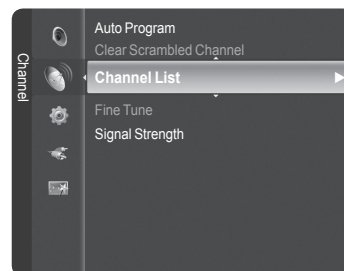 Channel
Auto Program
Clear Scrambled Channel
Channel List
Fine Tune
Signal Strength